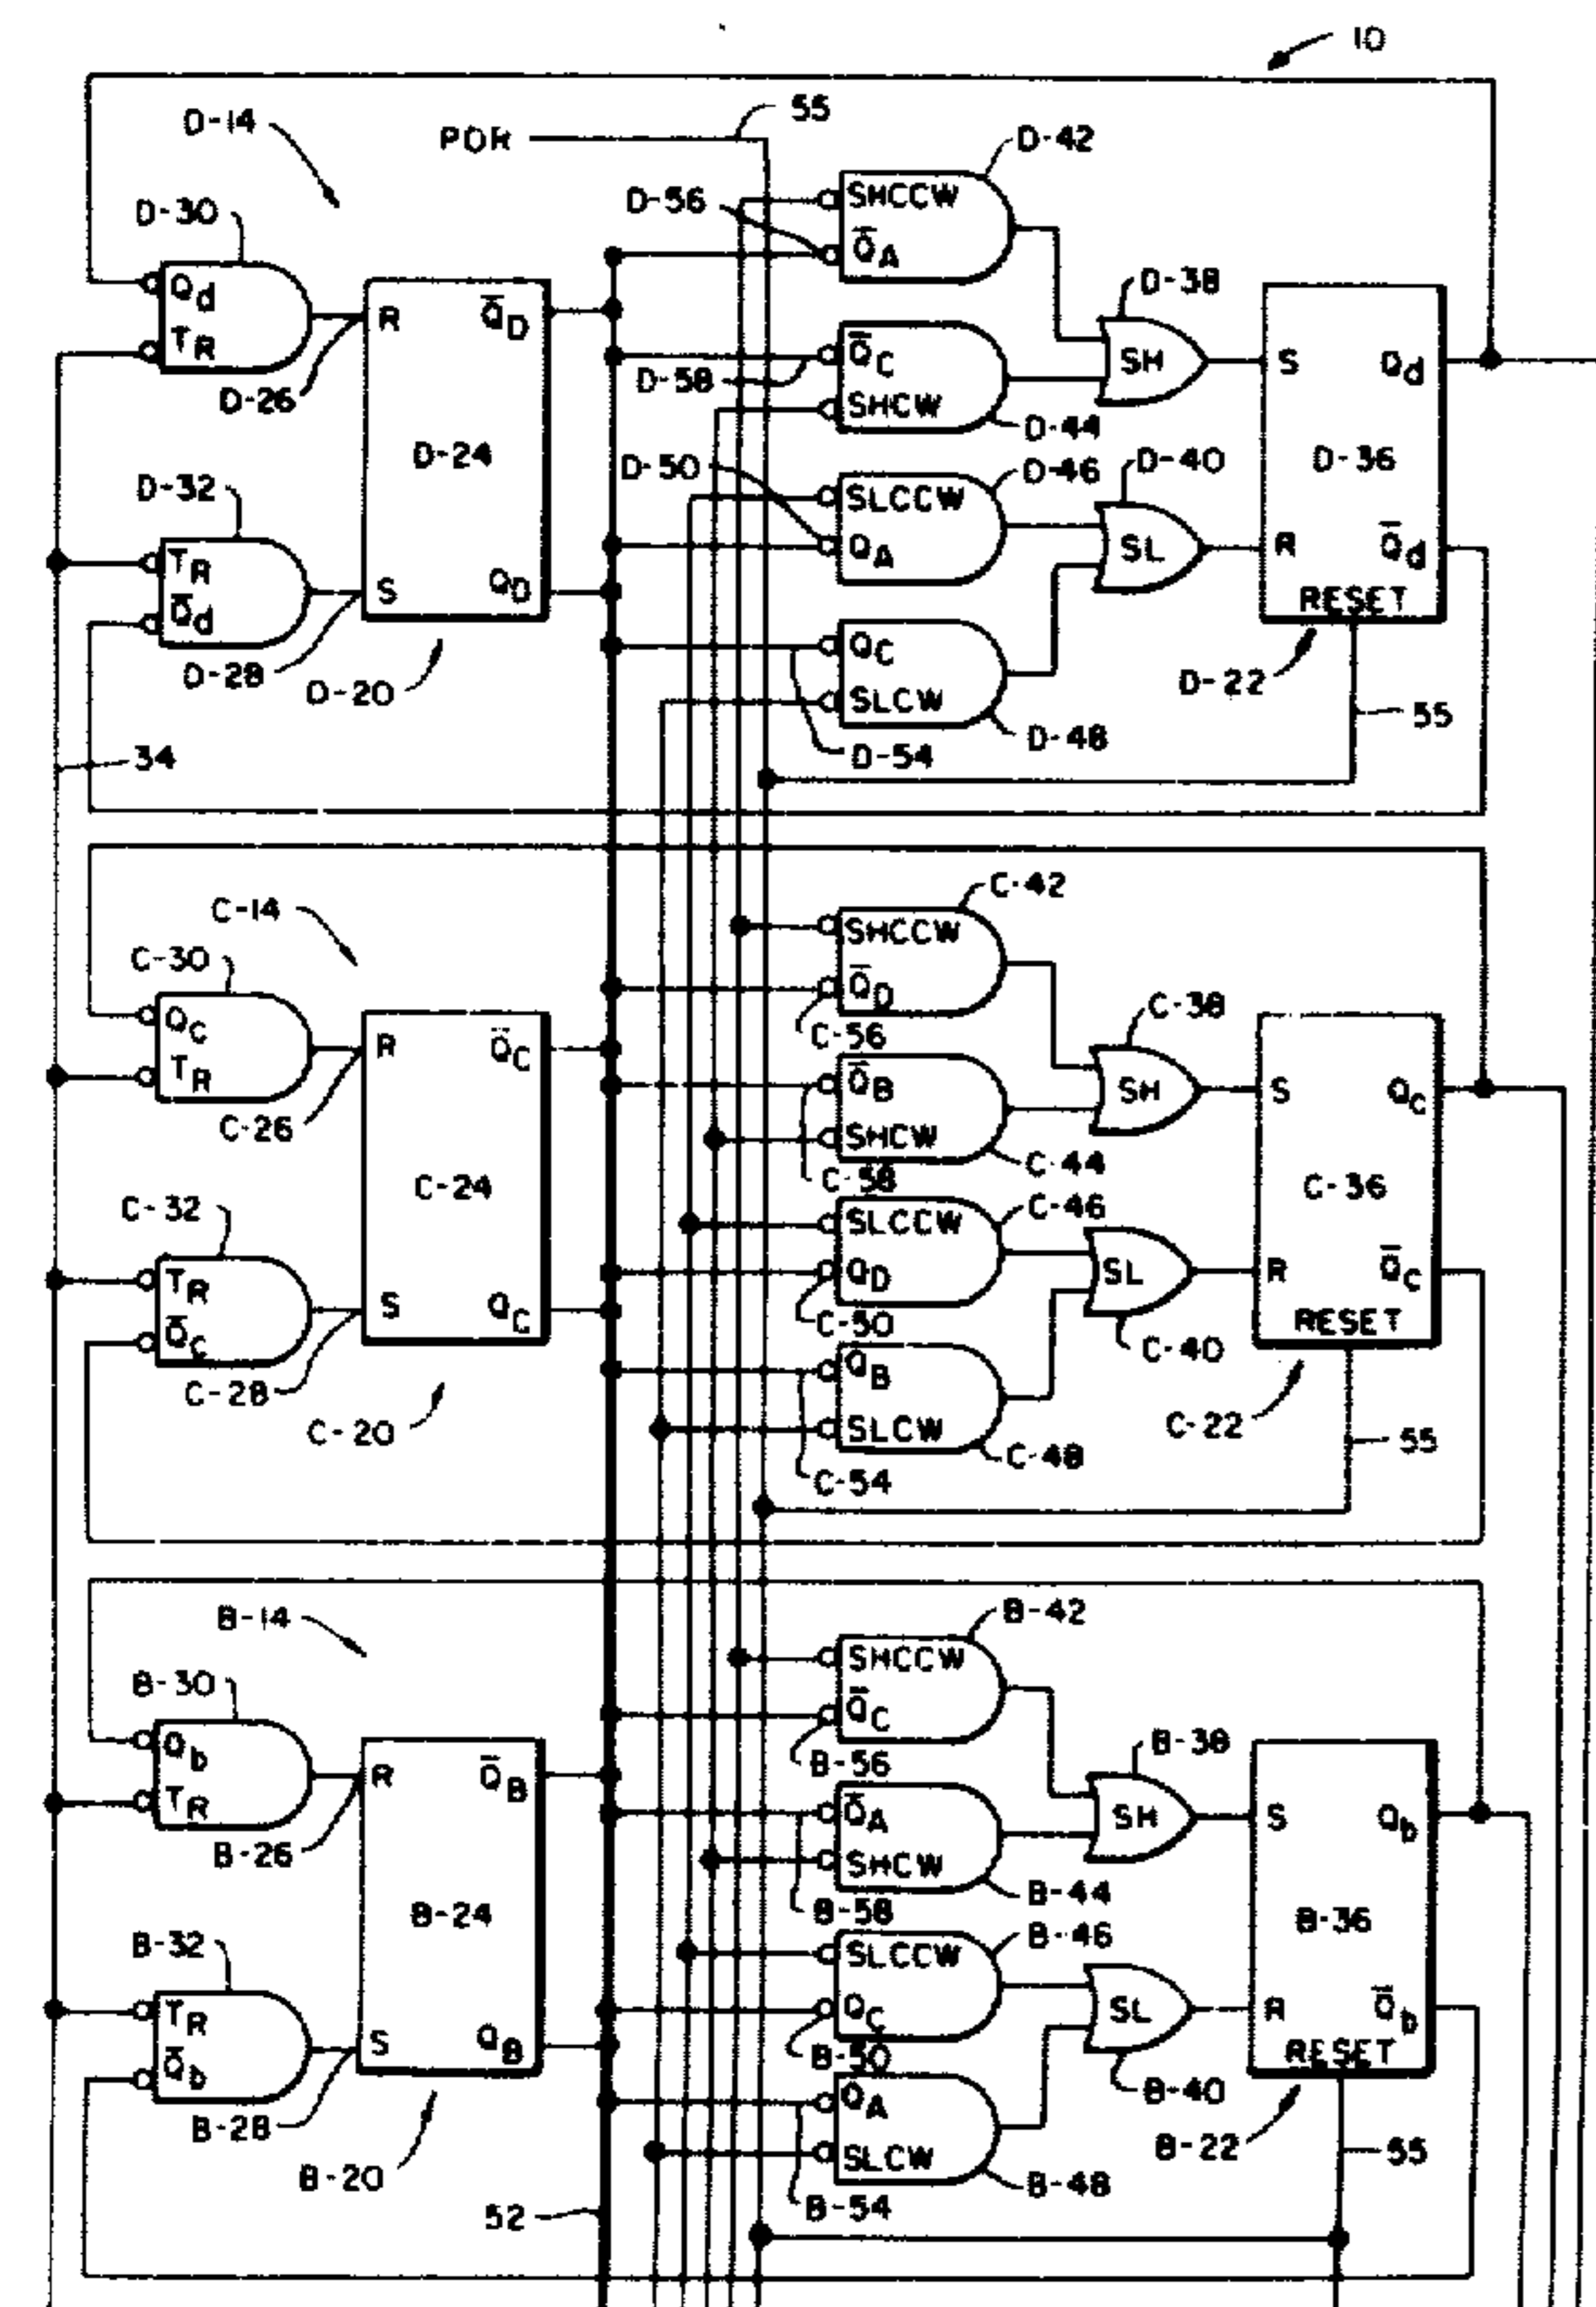 10
D-14
POR
55
D-42
D-30
D-56
SHCCW
Q̄A
Qd
TR
R
Q̄D
D-38
D-26
D-58
Q̄C
SHCW
SH
S
Qd
D-44
D-24
D-50
D-46
D-40
D-36
D-32
SLCCW
QA
SL
R
Q̄d
TR
Q̄d
S
QD
RESET
D-28
D-20
QC
SLCW
D-22
D-48
55
34
D-54
C-42
C-14
SHCCW
Q̄D
C-30
C-56
C-38
QC
TR
R
Q̄C
Q̄B
SHCW
SH
S
Qc
C-26
C-58
C-44
C-24
C-36
C-32
C-46
SLCCW
QD
SL
R
Q̄c
TR
Q̄C
S
QC
C-50
RESET
C-40
C-28
QB
SLCW
C-20
C-22
C-48
55
C-54
B-42
B-14
SHCCW
Q̄C
B-30
B-56
B-38
Qb
TR
R
Q̄B
Q̄A
SHCW
SH
S
Qb
B-26
B-58
B-44
B-24
B-36
B-32
B-46
SLCCW
QC
SL
R
Q̄b
TR
Q̄b
S
QB
B-50
RESET
B-40
B-28
QA
SLCW
B-20
B-22
B-48
55
B-54
52